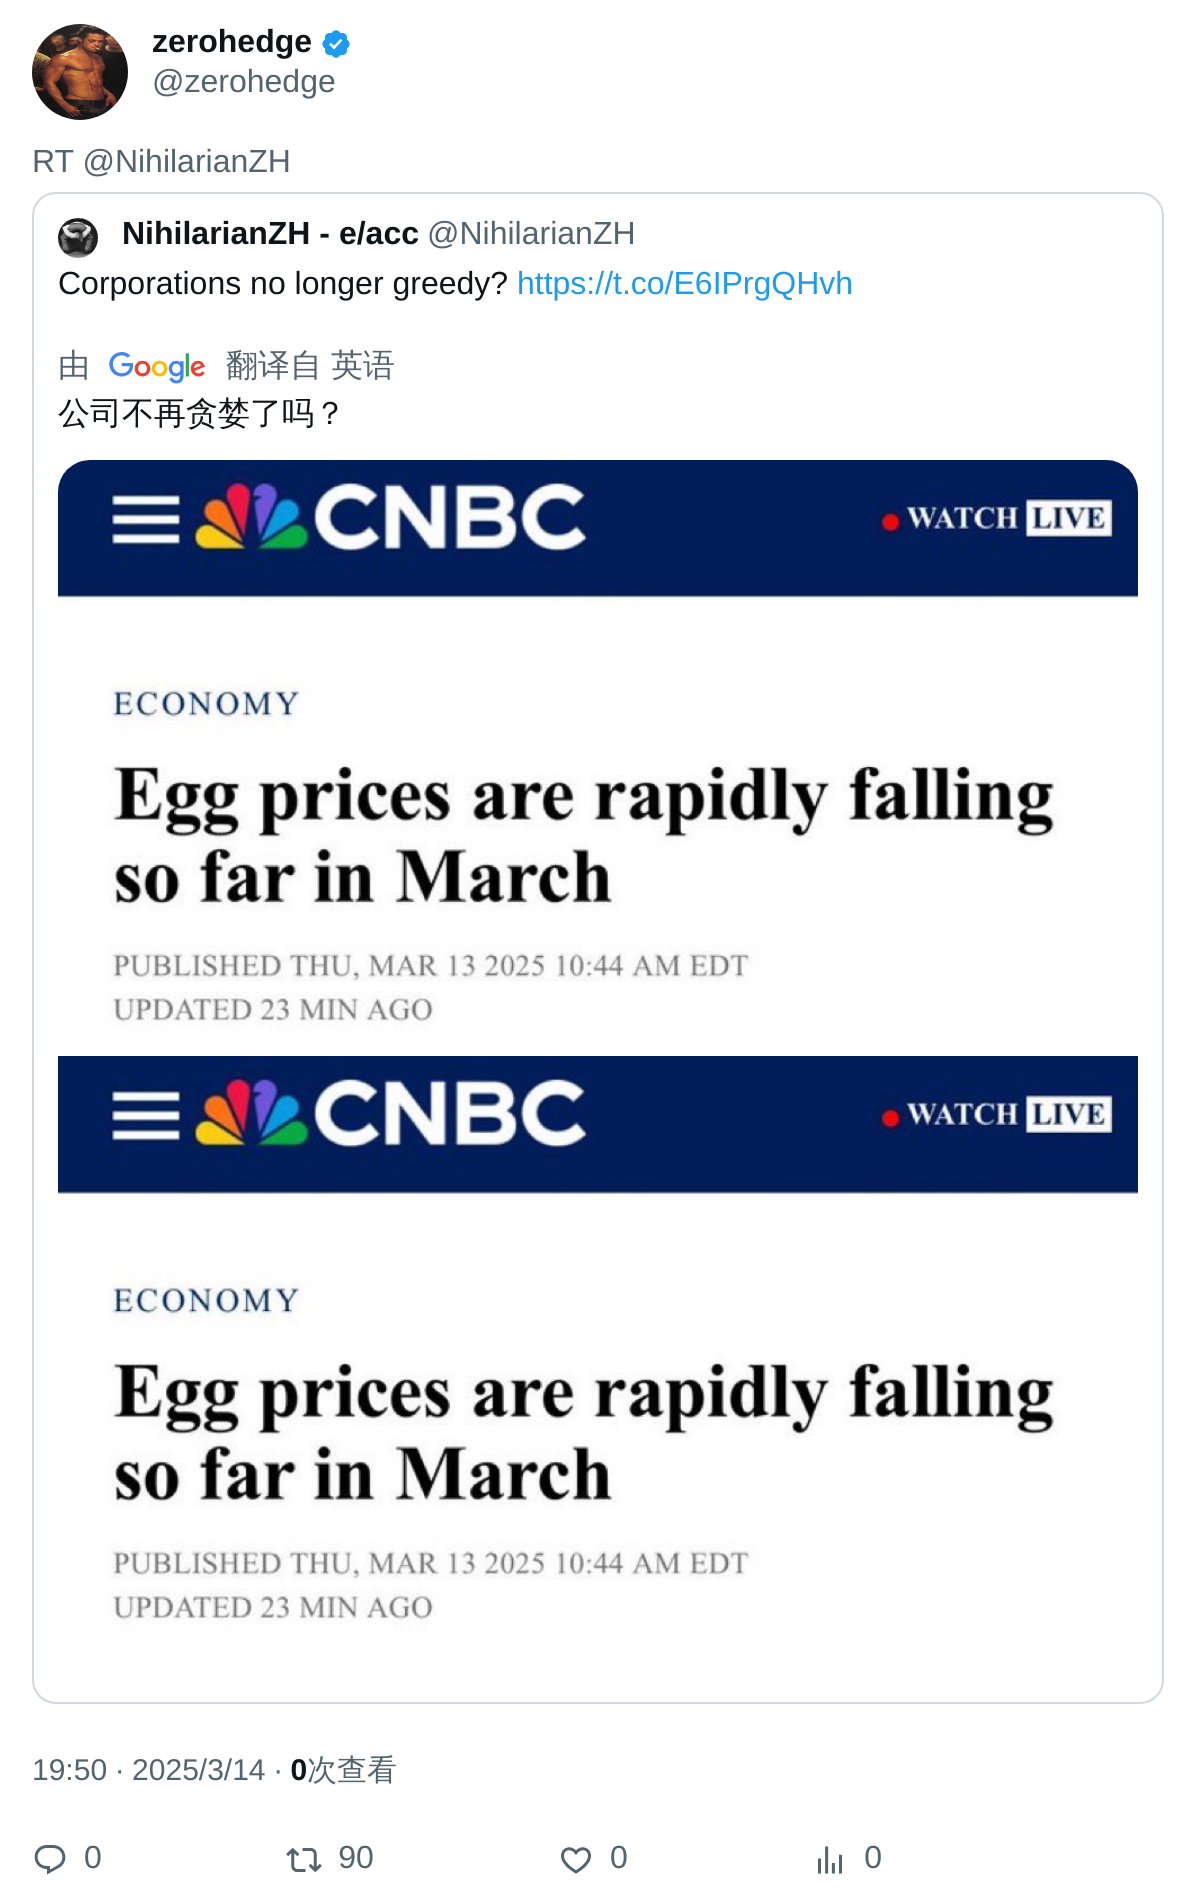 zerohedge
@zerohedge
RT @NihilarianZH
NihilarianZH - e/acc @NihilarianZH
Corporations no longer greedy? https://t.co/E6IPrgQHvh
由 Google 翻译自 英语
公司不再贪婪了吗？
CNBC
WATCH LIVE
ECONOMY
Egg prices are rapidly falling
so far in March
PUBLISHED THU, MAR 13 2025 10:44 AM EDT
UPDATED 23 MIN AGO
CNBC
WATCH LIVE
ECONOMY
Egg prices are rapidly falling
so far in March
PUBLISHED THU, MAR 13 2025 10:44 AM EDT
UPDATED 23 MIN AGO
19:50 · 2025/3/14 · 0次查看
0 90 0 0